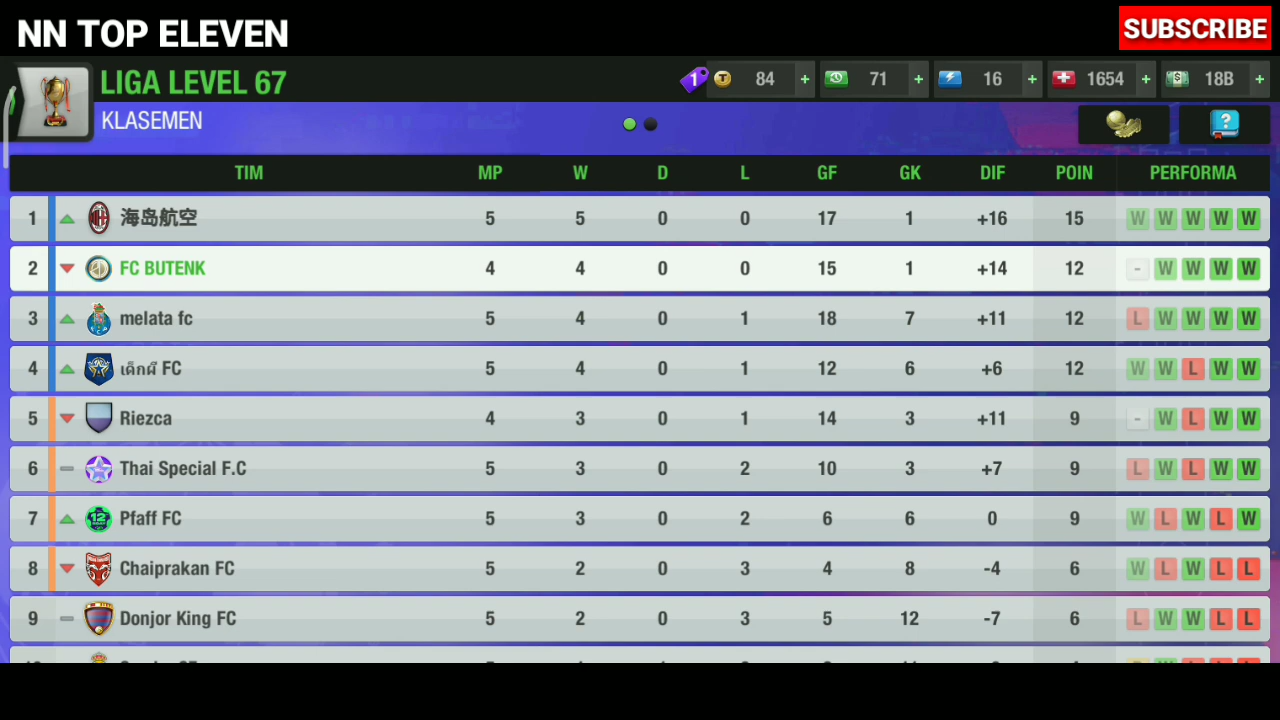 NN TOP ELEVEN
SUBSCRIBE
LIGA LEVEL 67
1 T 84 + 71 + 16 + 1654 + $ 18B +
KLASEMEN
?
TIM MP W D L GF GK DIF POIN PERFORMA
1 海岛航空 5 5 0 0 17 1 +16 15 W W W W W
2 FC BUTENK 4 4 0 0 15 1 +14 12 - W W W W
3 melata fc 5 4 0 1 18 7 +11 12 L W W W W
4 เด็กผี FC 5 4 0 1 12 6 +6 12 W W L W W
5 Riezca 4 3 0 1 14 3 +11 9 - W L W W
6 Thai Special F.C 5 3 0 2 10 3 +7 9 L W L W W
7 Pfaff FC 5 3 0 2 6 6 0 9 W L W L W
8 Chaiprakan FC 5 2 0 3 4 8 -4 6 W L W L L
9 Donjor King FC 5 2 0 3 5 12 -7 6 L W W L L